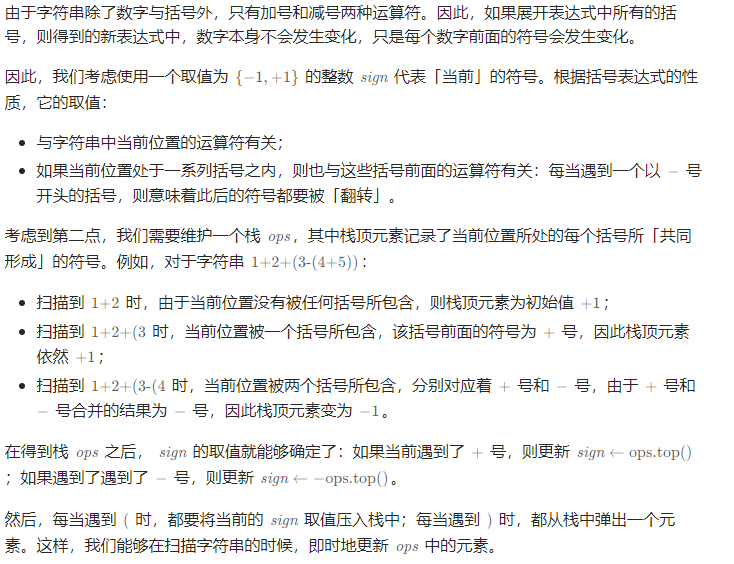 由于字符串除了数字与括号外，只有加号和减号两种运算符。因此，如果展开表达式中所有的括
号，则得到的新表达式中，数字本身不会发生变化，只是每个数字前面的符号会发生变化。
因此，我们考虑使用一个取值为 {−1, +1} 的整数 sign 代表「当前」的符号。根据括号表达式的性
质，它的取值：
• 与字符串中当前位置的运算符有关；
• 如果当前位置处于一系列括号之内，则也与这些括号前面的运算符有关：每当遇到一个以 − 号
开头的括号，则意味着此后的符号都要被「翻转」。
考虑到第二点，我们需要维护一个栈 ops，其中栈顶元素记录了当前位置所处的每个括号所「共同
形成」的符号。例如，对于字符串 1+2+(3-(4+5))：
• 扫描到 1+2 时，由于当前位置没有被任何括号所包含，则栈顶元素为初始值 +1；
• 扫描到 1+2+(3 时，当前位置被一个括号所包含，该括号前面的符号为 + 号，因此栈顶元素
依然 +1；
• 扫描到 1+2+(3-(4 时，当前位置被两个括号所包含，分别对应着 + 号和 − 号，由于 + 号和
− 号合并的结果为 − 号，因此栈顶元素变为 −1。
在得到栈 ops 之后， sign 的取值就能够确定了：如果当前遇到了 + 号，则更新 sign ← ops.top()
；如果遇到了遇到了 − 号，则更新 sign ← −ops.top()。
然后，每当遇到 ( 时，都要将当前的 sign 取值压入栈中；每当遇到 ) 时，都从栈中弹出一个元
素。这样，我们能够在扫描字符串的时候，即时地更新 ops 中的元素。